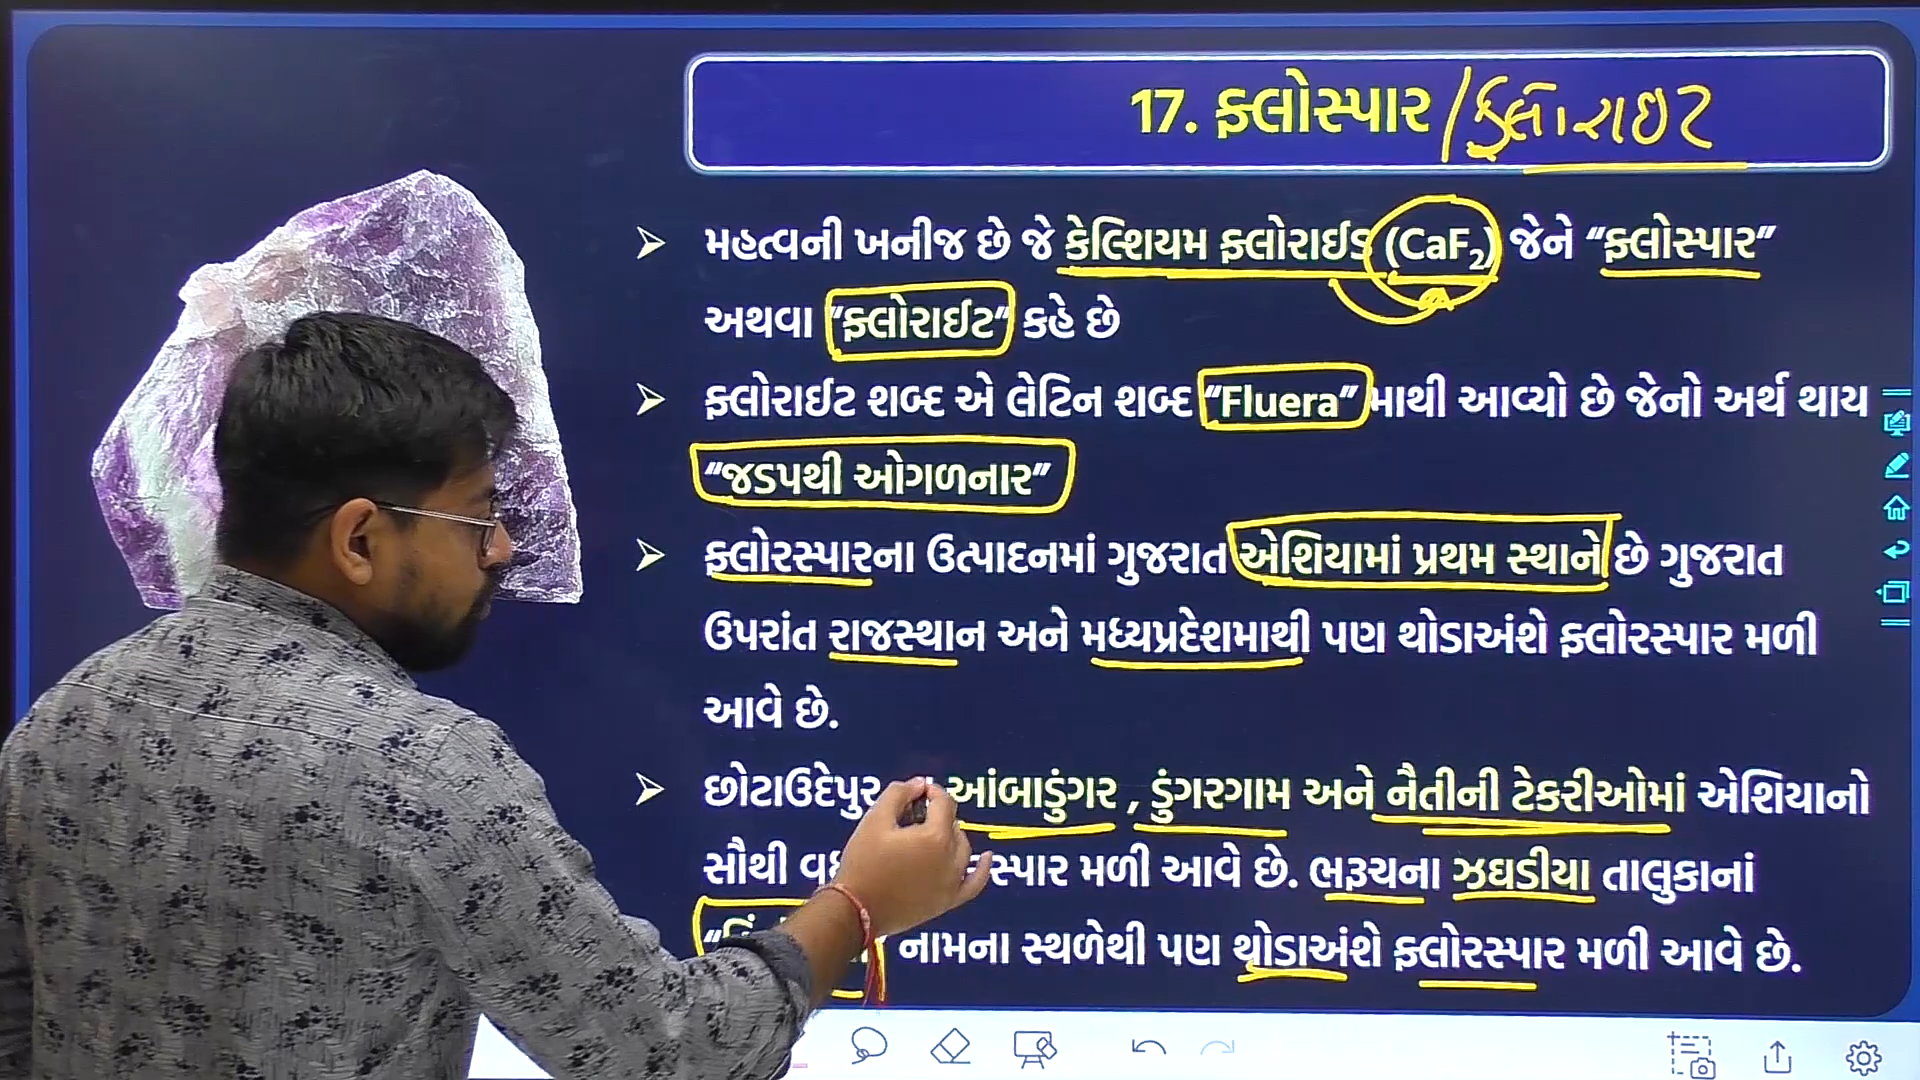 17. ફ્લોસ્પાર / ફ્લોરાઇટ
➢ મહત્વની ખનીજ છે જે કેલ્શિયમ ફ્લોરાઈડ (CaF₂) જેને “ફ્લોસ્પાર”
અથવા “ફ્લોરાઈટ” કહે છે
➢ ફ્લોરાઈટ શબ્દ એ લેટિન શબ્દ “Fluera” માથી આવ્યો છે જેનો અર્થ થાય
“જડપથી ઓગળનાર”
➢ ફ્લોરસ્પારના ઉત્પાદનમાં ગુજરાત એશિયામાં પ્રથમ સ્થાને છે ગુજરાત
ઉપરાંત રાજસ્થાન અને મધ્યપ્રદેશમાથી પણ થોડાઅંશે ફ્લોરસ્પાર મળી
આવે છે.
➢ છોટાઉદેપુર આંબાડુંગર , ડુંગરગામ અને નૈતીની ટેકરીઓમાં એશિયાનો
સૌથી મળી આવે છે. ભરૂચના ઝઘડીયા તાલુકાનાં
નામના સ્થળેથી પણ થોડાઅંશે ફ્લોરસ્પાર મળી આવે છે.